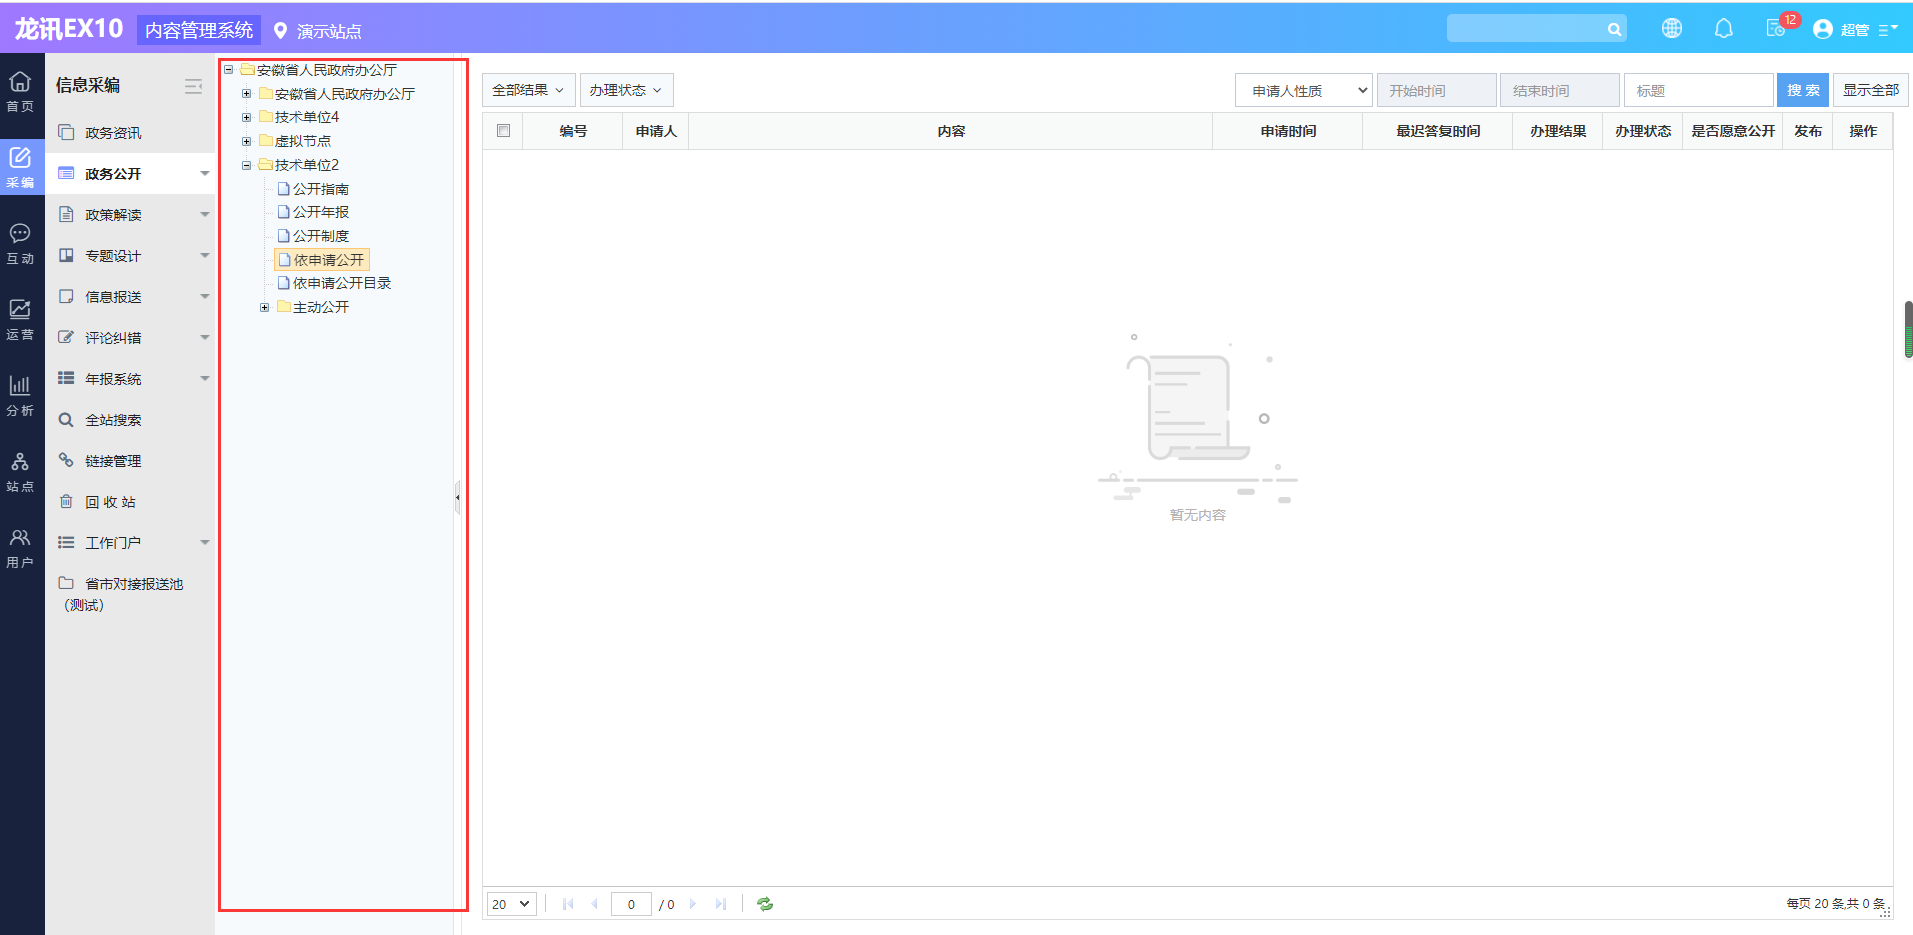 龙讯EX10 内容管理系统 演示站点 12 超管
首页
采编
互动
运营
分析
站点
用户
信息采编
政务资讯
政务公开
政策解读
专题设计
信息报送
评论纠错
年报系统
全站搜索
链接管理
回 收 站
工作门户
省市对接报送池
（测试）
安徽省人民政府办公厅
安徽省人民政府办公厅
技术单位4
虚拟节点
技术单位2
公开指南
公开年报
公开制度
依申请公开
依申请公开目录
主动公开
全部结果 办理状态 申请人性质 开始时间 结束时间 标题 搜 索 显示全部
编号 申请人 内容 申请时间 最迟答复时间 办理结果 办理状态 是否愿意公开 发布 操作
暂无内容
20 0 / 0 每页 20 条,共 0 条